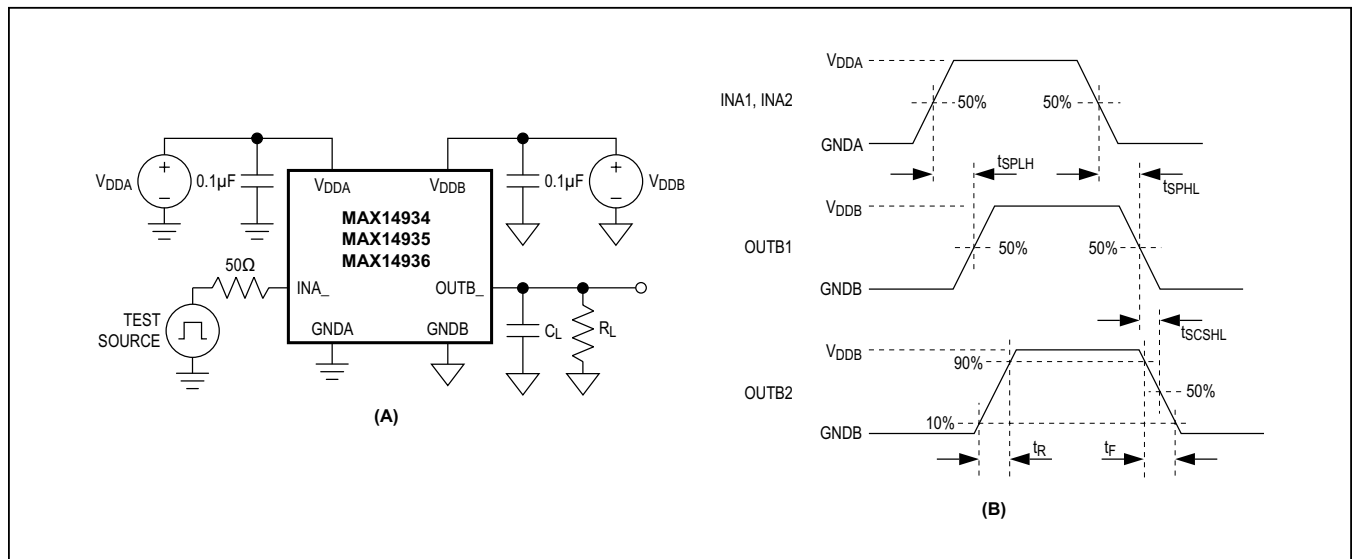 VDDA
0.1µF
VDDA
VDDB
0.1µF
VDDB
MAX14934
MAX14935
MAX14936
50Ω
INA_
OUTB_
TEST
SOURCE
GNDA
GNDB
CL
RL
(A)
VDDA
INA1, INA2
50%
50%
GNDA
tSPLH
tSPHL
VDDB
OUTB1
50%
50%
GNDB
tSCSHL
VDDB
90%
OUTB2
50%
10%
GNDB
tR
tF
(B)